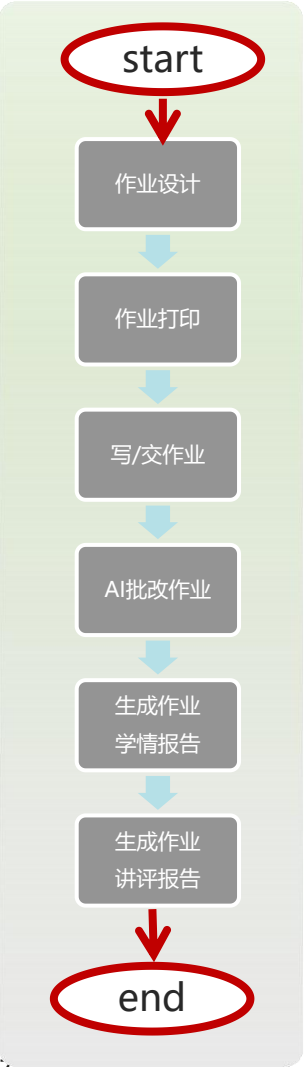 start
作业设计
作业打印
写/交作业
AI批改作业
生成作业
学情报告
生成作业
讲评报告
end